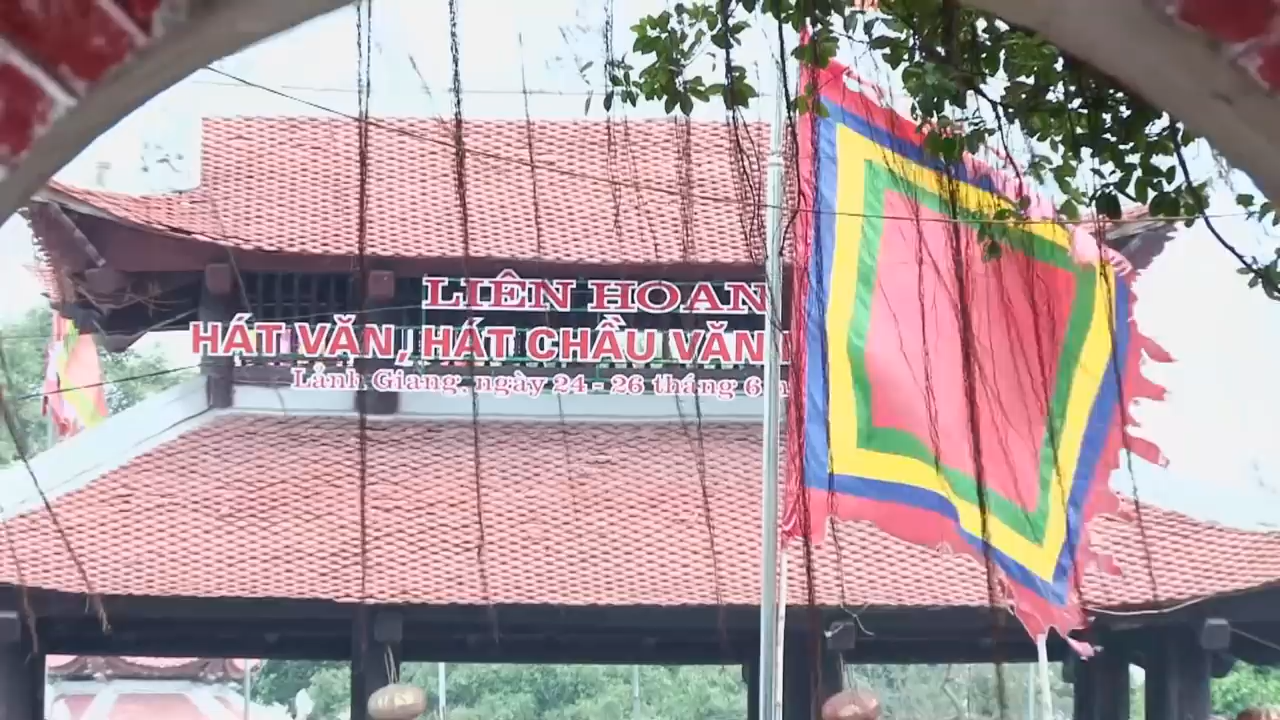 LIÊN HOAN
HÁT VĂN, HÁT CHẦU VĂN
Lảnh Giang, ngày 24 - 26 tháng 6